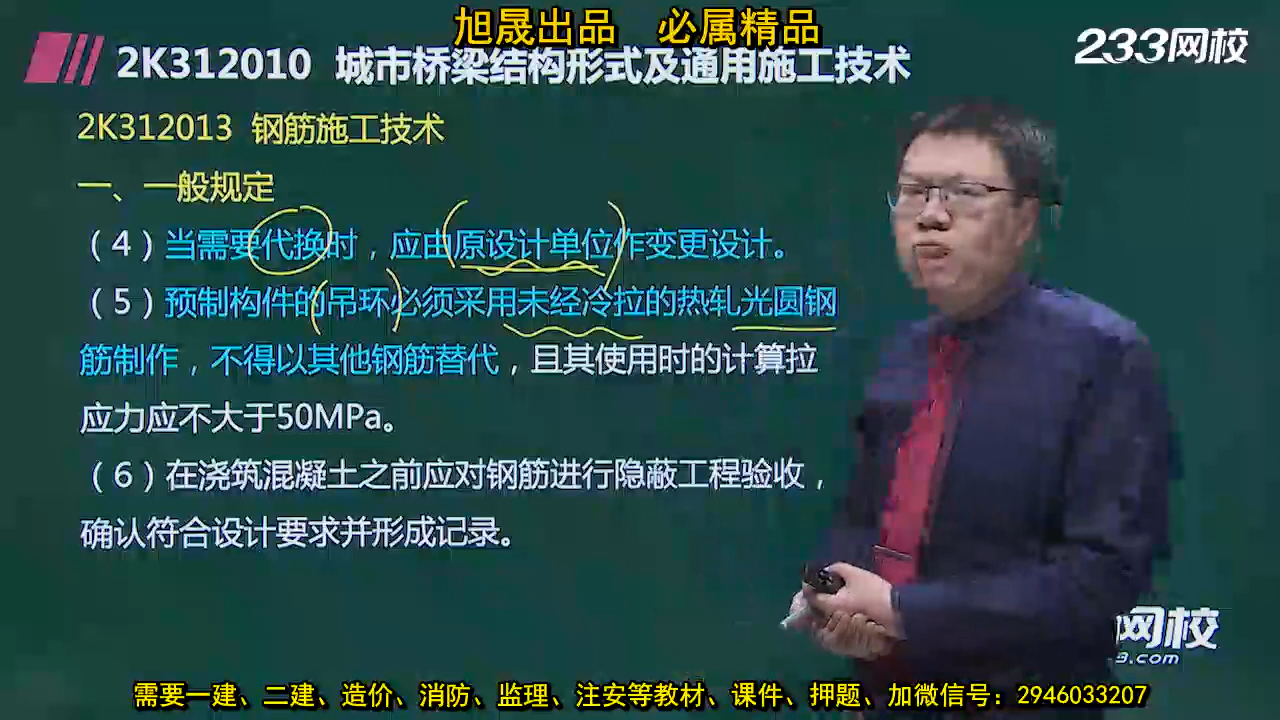 旭晟出品 必属精品
2K312010 城市桥梁结构形式及通用施工技术
233网校
2K312013 钢筋施工技术
一、一般规定
（4）当需要代换时，应由原设计单位作变更设计。
（5）预制构件的吊环必须采用未经冷拉的热轧光圆钢
筋制作，不得以其他钢筋替代，且其使用时的计算拉
应力应不大于50MPa。
（6）在浇筑混凝土之前应对钢筋进行隐蔽工程验收，
确认符合设计要求并形成记录。
网校
3.com
需要一建、二建、造价、消防、监理、注安等教材、课件、押题、加微信号：2946033207